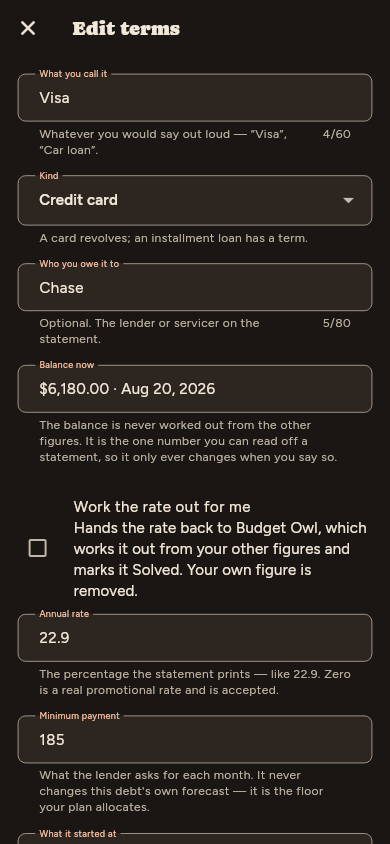 Edit terms
What you call it
Visa
Whatever you would say out loud — “Visa”, 4/60
“Car loan”.
Kind
Credit card
A card revolves; an installment loan has a term.
Who you owe it to
Chase
Optional. The lender or servicer on the 5/80
statement.
Balance now
$6,180.00 · Aug 20, 2026
The balance is never worked out from the other
figures. It is the one number you can read off a
statement, so it only ever changes when you say so.
Work the rate out for me
Hands the rate back to Budget Owl, which
works it out from your other figures and
marks it Solved. Your own figure is
removed.
Annual rate
22.9
The percentage the statement prints — like 22.9. Zero
is a real promotional rate and is accepted.
Minimum payment
185
What the lender asks for each month. It never
changes this debt's own forecast — it is the floor
your plan allocates.
What it started at